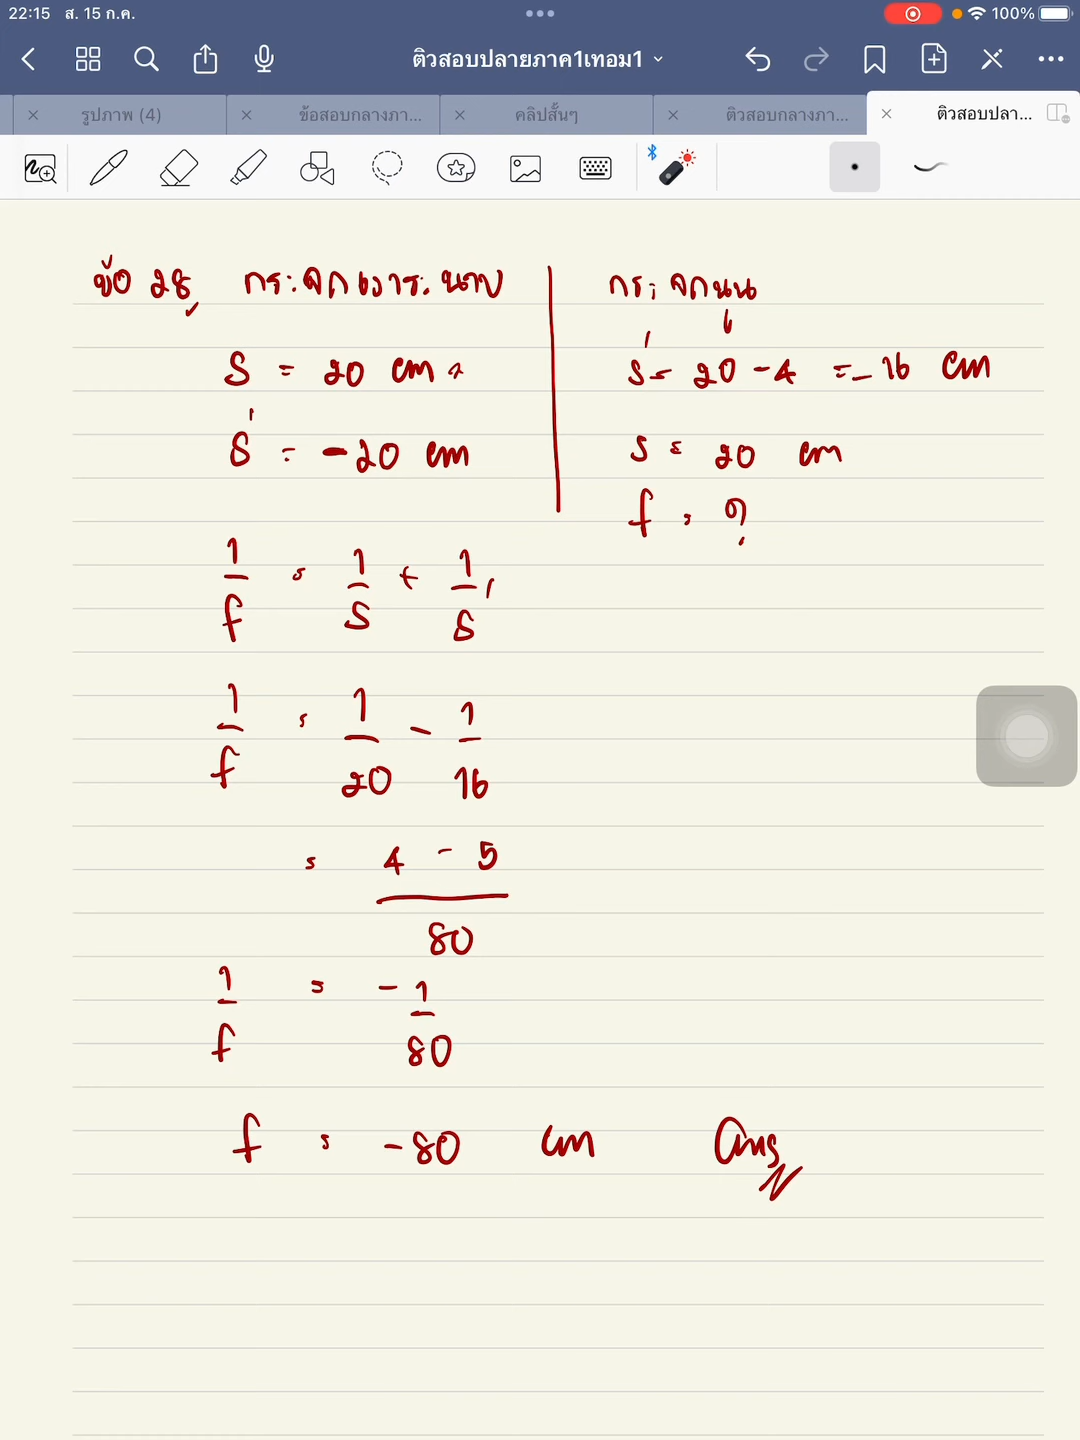 22:15 ส. 15 ก.ค.
100%
ติวสอบปลายภาค1เทอม1
รูปภาพ (4)
ข้อสอบกลางภา...
คลิปสั้นๆ
ติวสอบกลางภา...
ติวสอบปลา...
ข้อ 28, กระจกเงาระนาบ
S = 20 cm
S' = -20 cm
กระจกนูน
S' = 20 - 4 = -16 cm
S = 20 cm
f = ?
1/f = 1/S + 1/S'
1/f = 1/20 - 1/16
= 4 - 5 / 80
1/f = - 1/80
f = -80 cm Ans